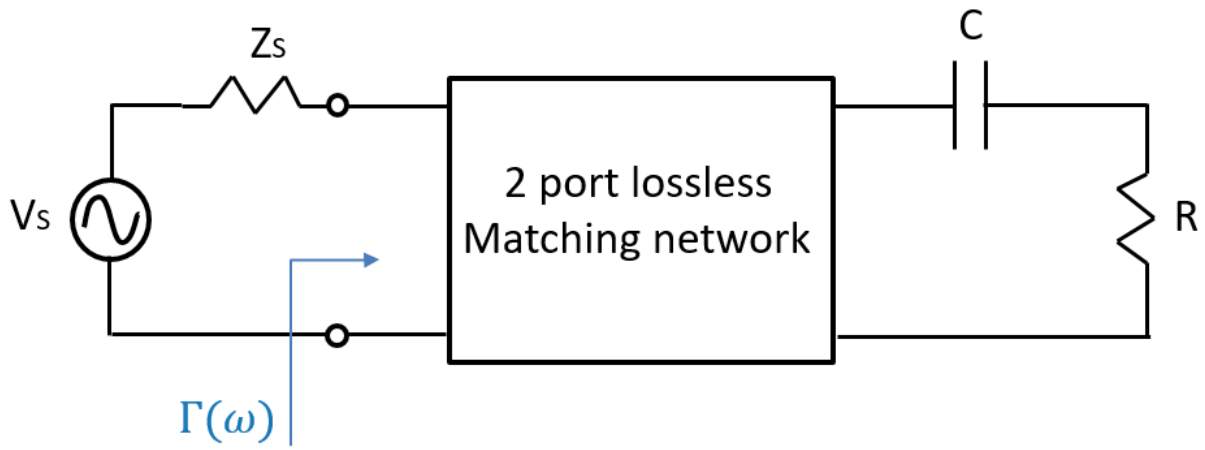 C
Zs
2 port lossless
Matching network
Vs
R
Γ(ω)